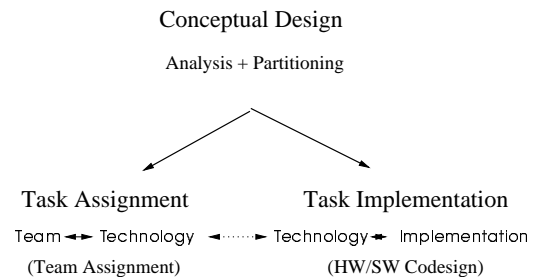 Conceptual Design
Analysis + Partitioning
Task Assignment Task Implementation
Team Technology Technology Implementation
(Team Assignment) (HW/SW Codesign)